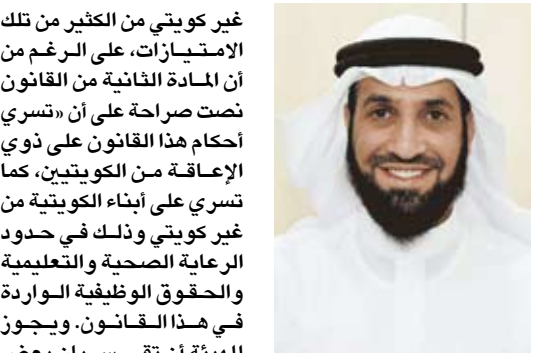 غير كويتي من الكثير من تلك
الامتيازات، على الرغم من
أن المادة الثانية من القانون
نصت صراحة على أن «تسري
أحكام هذا القانون على ذوي
الإعاقة من الكويتيين، كما
تسري على أبناء الكويتية من
غير كويتي وذلك في حدود
الرعاية الصحية والتعليمية
والحقوق الوظيفية الواردة
في هذا القانون. ويجوز